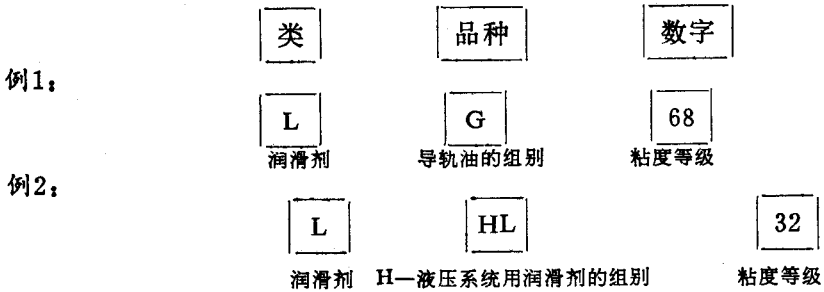 类 品种 数字
例1：
L G 68
润滑剂 导轨油的组别 粘度等级
例2：
L HL 32
润滑剂 H—液压系统用润滑剂的组别 粘度等级